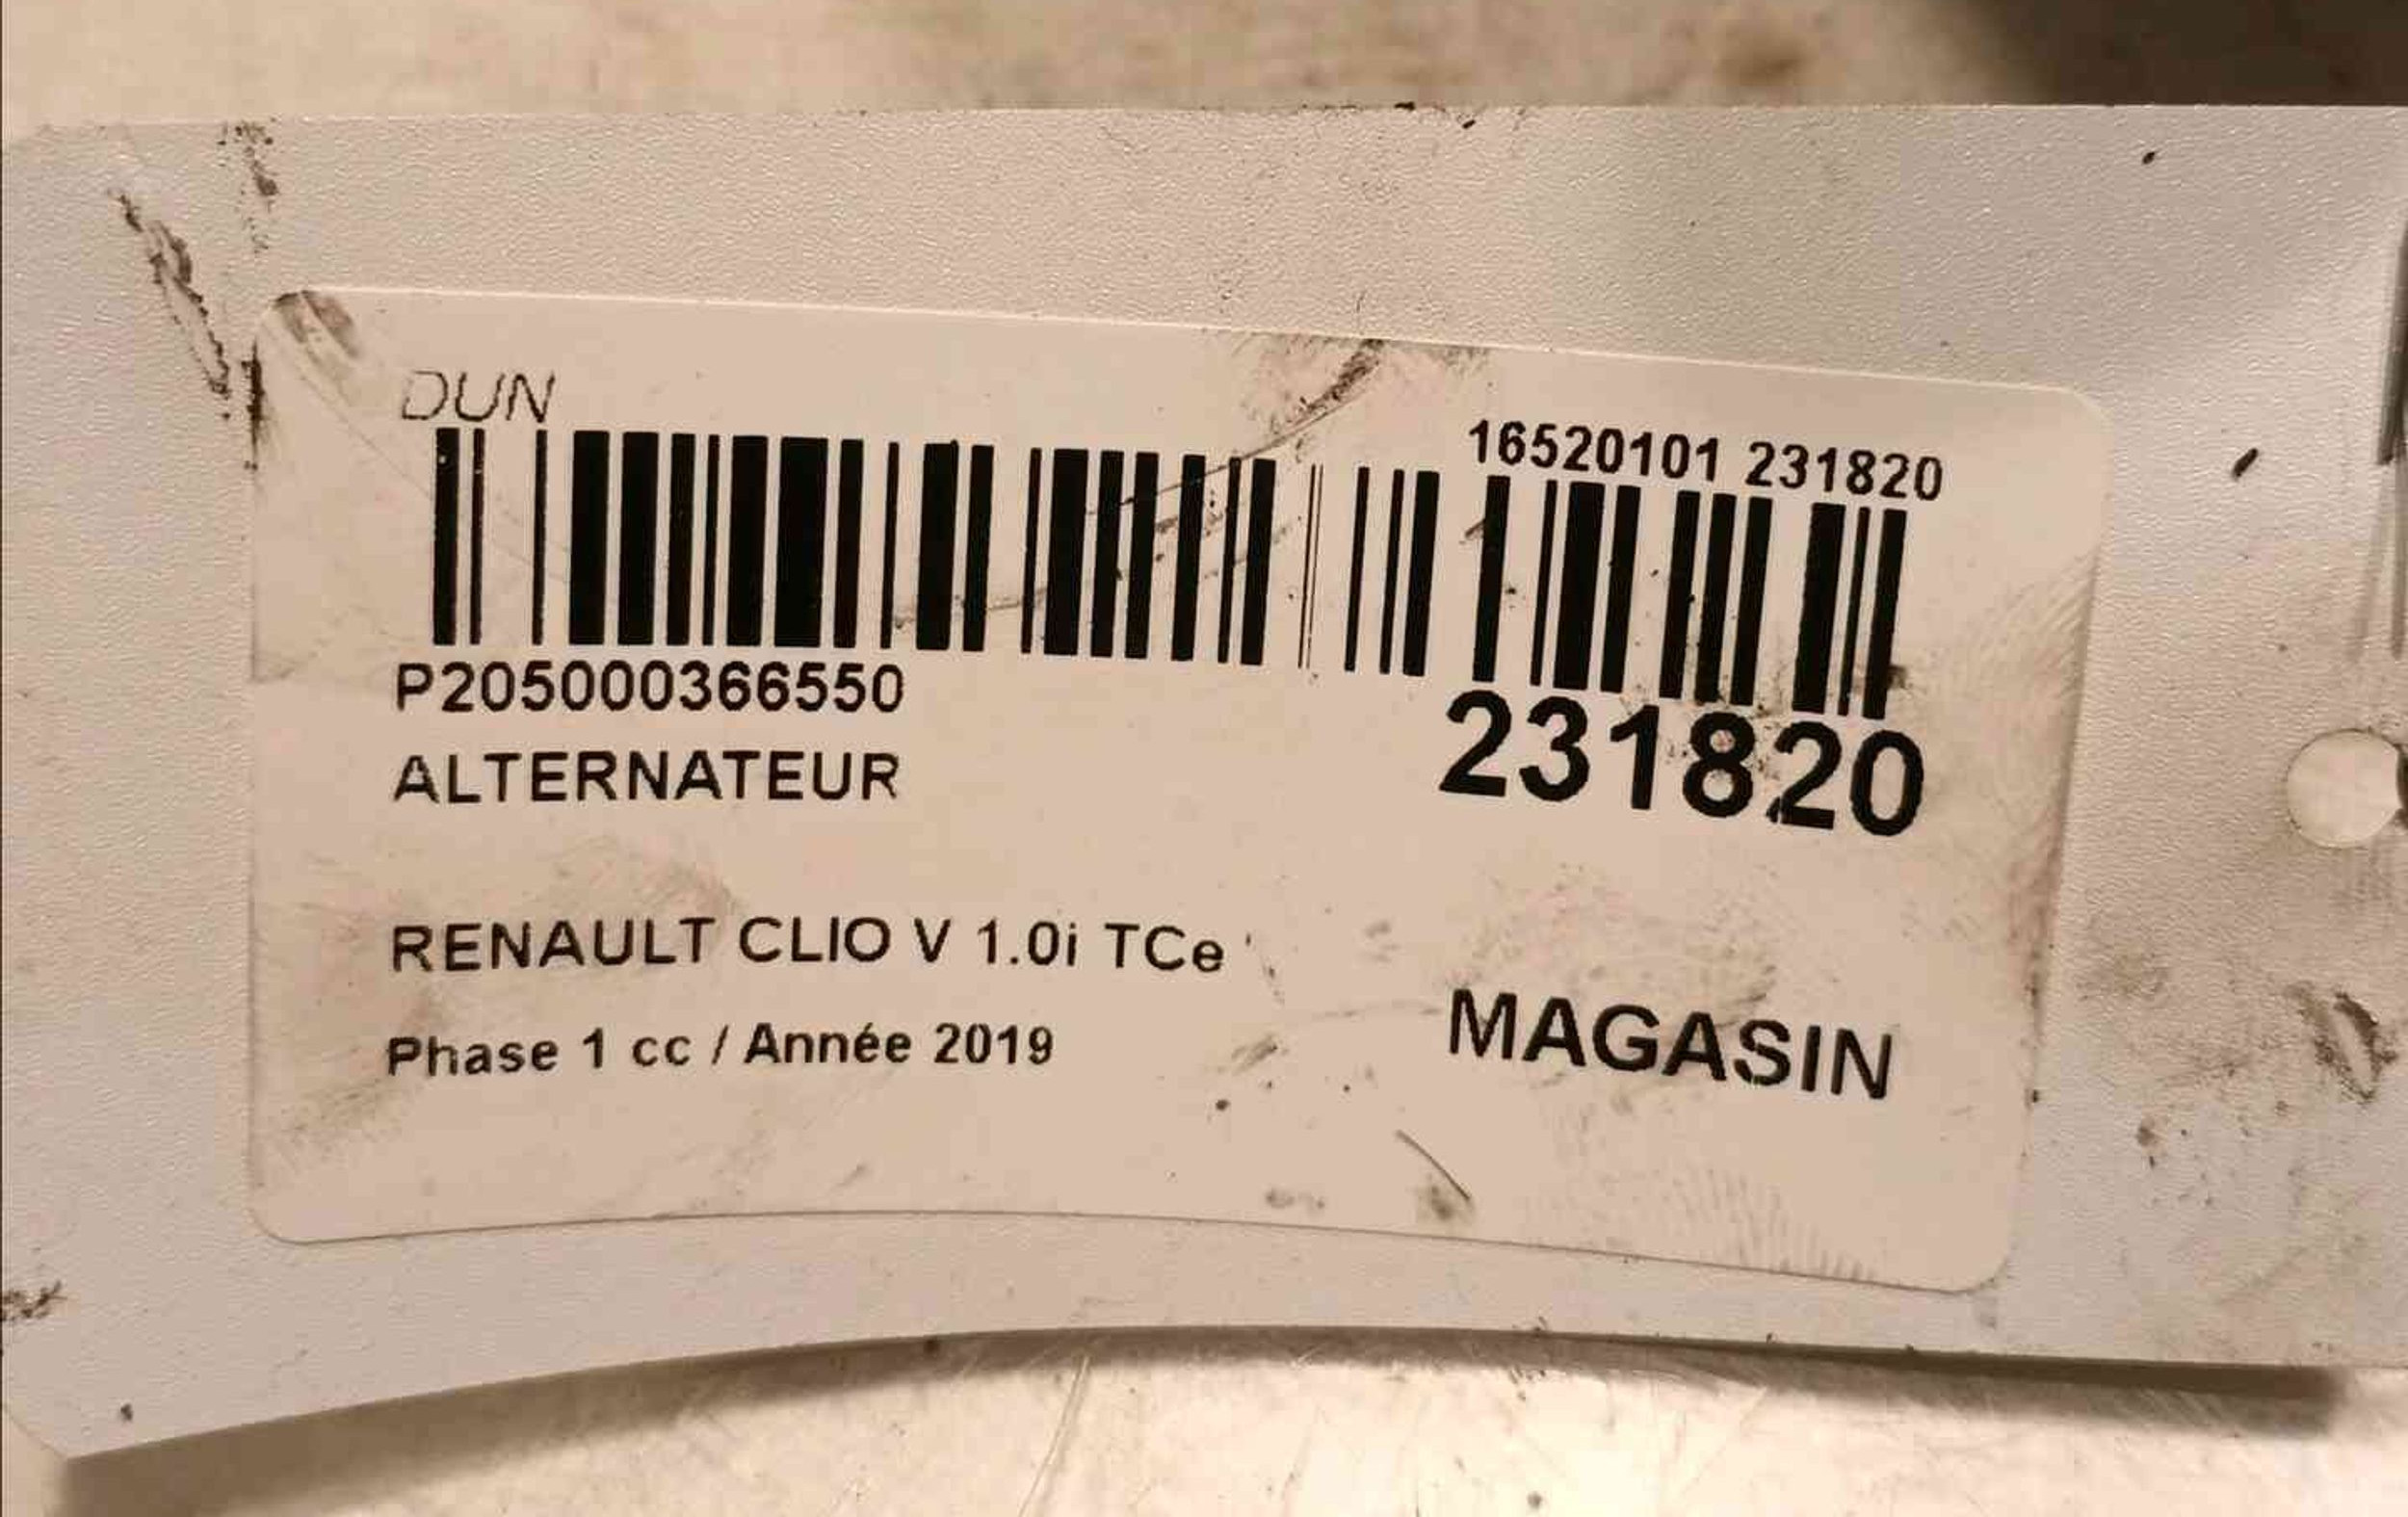 DUN
16520101 231820
P205000366550
231820
ALTERNATEUR
RENAULT CLIO V 1.0i TCe
Phase 1 cc / Année 2019
MAGASIN